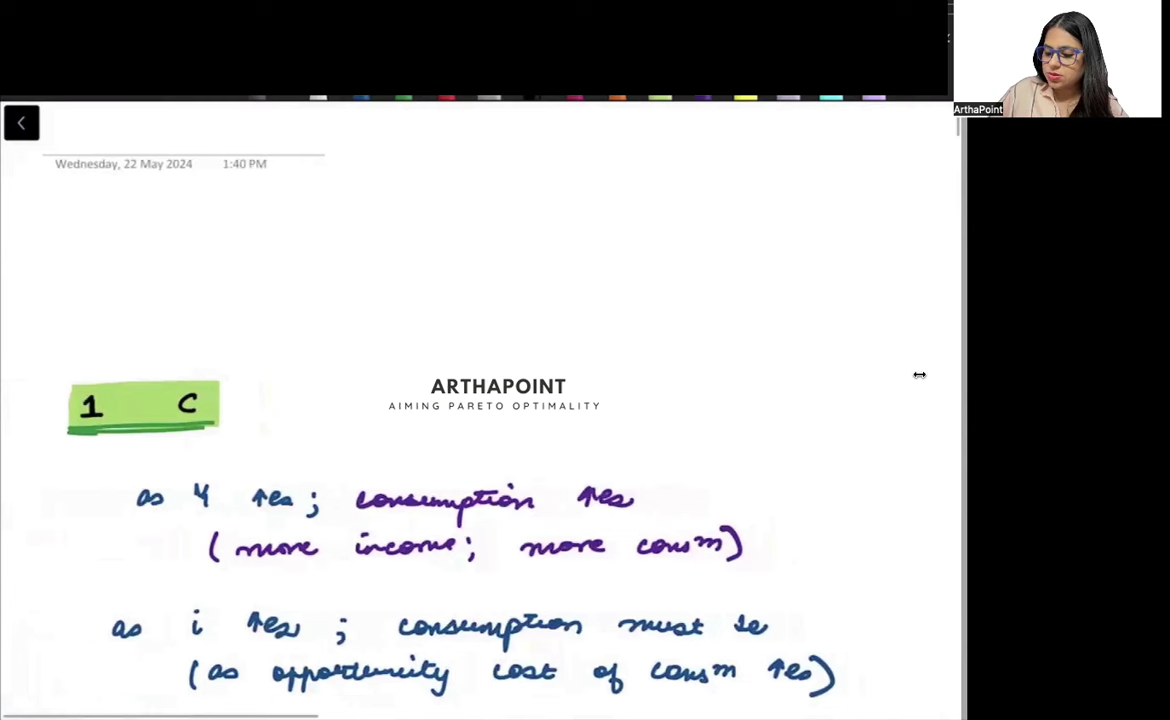 ArthaPoint
Wednesday, 22 May 2024 1:40 PM
ARTHAPOINT
AIMING PARETO OPTIMALITY
1 C
as Y ↑es ; consumption ↑es
( more income ; more consm )
as i ↑es ; consumption must ↓e
( as opportunity cost of consm ↑es )